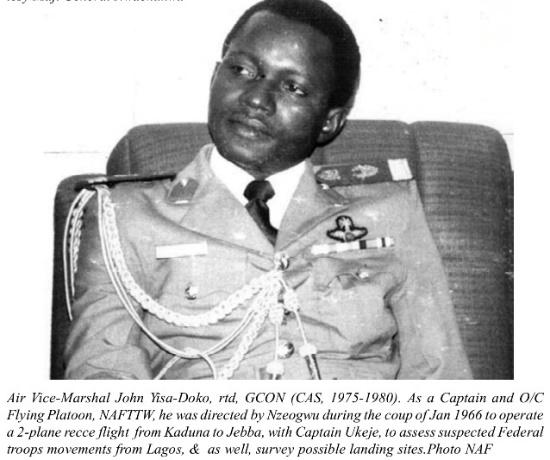 Air Vice-Marshal John Yisa-Doko, rtd, GCON (CAS, 1975-1980). As a Captain and O/C
Flying Platoon, NAFTTW, he was directed by Nzeogwu during the coup of Jan 1966 to operate
a 2-plane recce flight from Kaduna to Jebba, with Captain Ukeje, to assess suspected Federal
troops movements from Lagos, & as well, survey possible landing sites.Photo NAF